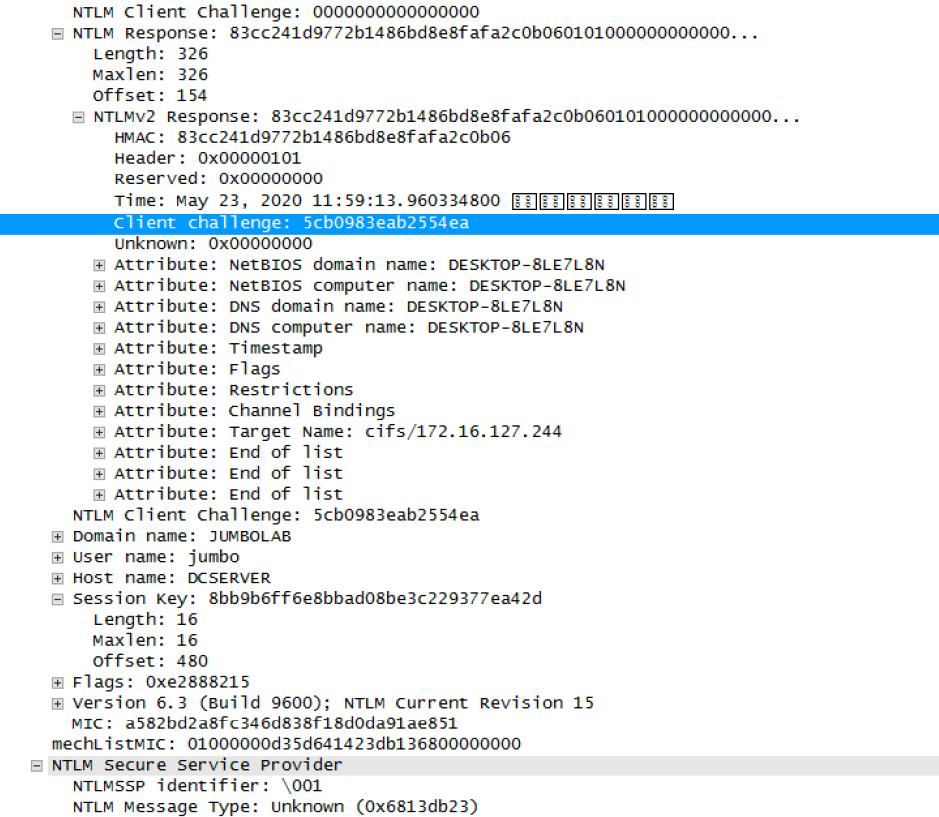 NTLM Client Challenge: 0000000000000000
NTLM Response: 83cc241d9772b1486bd8e8fafa2c0b060101000000000000...
Length: 326
Maxlen: 326
Offset: 154
NTLMv2 Response: 83cc241d9772b1486bd8e8fafa2c0b060101000000000000...
HMAC: 83cc241d9772b1486bd8e8fafa2c0b06
Header: 0x00000101
Reserved: 0x00000000
Time: May 23, 2020 11:59:13.960334800
Client challenge: 5cb0983eab2554ea
Unknown: 0x00000000
Attribute: NetBIOS domain name: DESKTOP-8LE7L8N
Attribute: NetBIOS computer name: DESKTOP-8LE7L8N
Attribute: DNS domain name: DESKTOP-8LE7L8N
Attribute: DNS computer name: DESKTOP-8LE7L8N
Attribute: Timestamp
Attribute: Flags
Attribute: Restrictions
Attribute: Channel Bindings
Attribute: Target Name: cifs/172.16.127.244
Attribute: End of list
Attribute: End of list
Attribute: End of list
NTLM Client Challenge: 5cb0983eab2554ea
Domain name: JUMBOLAB
User name: jumbo
Host name: DCSERVER
Session Key: 8bb9b6ff6e8bbad08be3c229377ea42d
Length: 16
Maxlen: 16
Offset: 480
Flags: 0xe2888215
Version 6.3 (Build 9600); NTLM Current Revision 15
MIC: a582bd2a8fc346d838f18d0da91ae851
mechListMIC: 01000000d35d641423db136800000000
NTLM Secure Service Provider
NTLMSSP identifier: \001
NTLM Message Type: Unknown (0x6813db23)